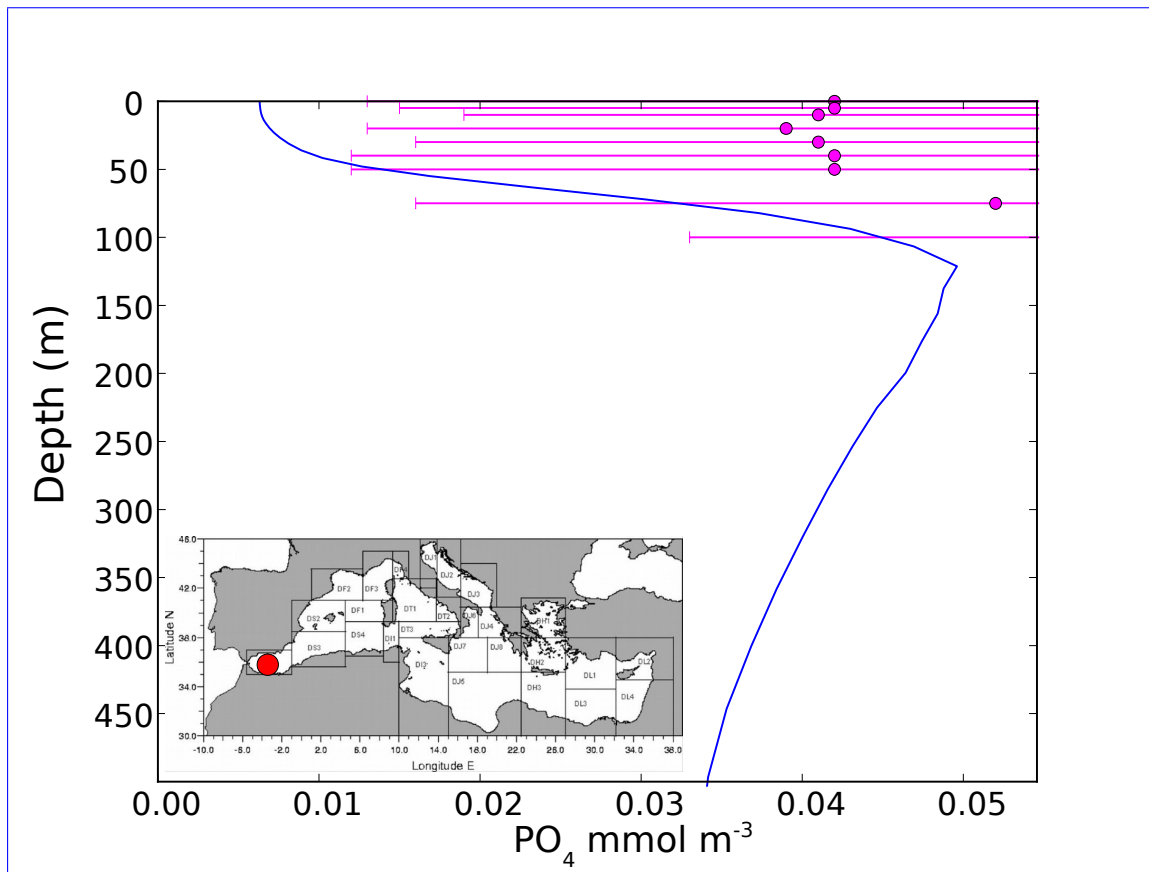 0
50
100
150
200
250
300
350
400
450
Depth (m)
0.00 0.01 0.02 0.03 0.04 0.05
PO4 mmol m-3
46.0
42.0
38.0
34.0
30.0
Latitude N
-10.0 -6.0 -2.0 2.0 6.0 10.0 14.0 18.0 22.0 26.0 30.0 34.0 38.0
Longitude E
DJ1
DF4 DJ2
DF2 DF3 DJ3
DS2 DF1 DT1 DT2 DJ6 DJ4 DH1
DS3 DS4 DI1 DT3 DJ7 DJ8 DH2 DL1 DL2
DI3 DJ5 DH3 DL3 DL4